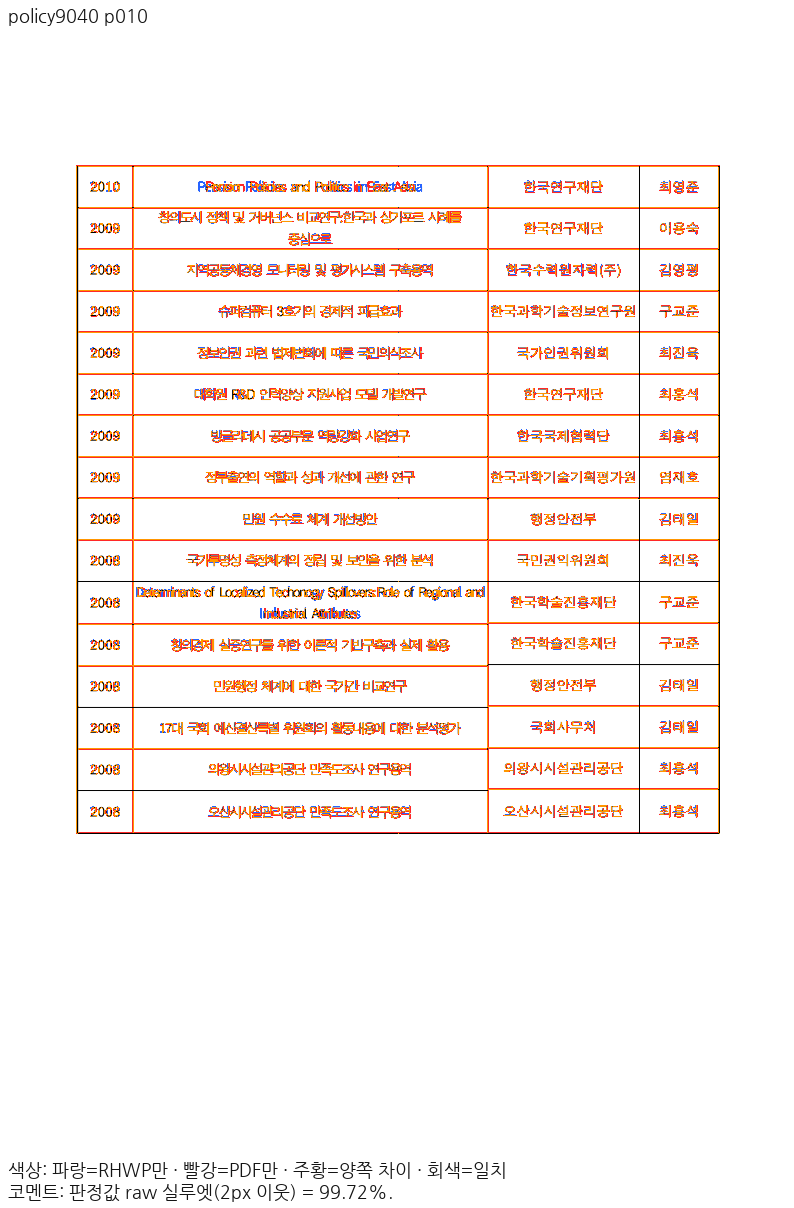 policy9040 p010
2010 Pension Policies and Politics in East Asia 한국연구재단 최영준
2009 창의도시 정책 및 거버넌스 비교연구:한국과 싱가포르 사례를
중심으로 한국연구재단 이용숙
2009 지역공동체경영 모니터링 및 평가시스템 구축용역 한국수력원자력(주) 김영평
2009 슈퍼컴퓨터 3호기의 경제적 파급효과 한국과학기술정보연구원 구교준
2009 정보인권 관련 법제변화에 따른 국민의식조사 국가인권위원회 최진욱
2009 대학원 R&D 인력양상 지원사업 모델 개발연구 한국연구재단 최흥석
2009 방글라데시 공공부문 역량강화 사업연구 한국국제협력단 최흥석
2009 정부출연의 역할과 성과 개선에 관한 연구 한국과학기술기획평가원 염재호
2009 민원 수수료 체계 개선방안 행정안전부 김태일
2008 국가투명성 측정체계의 정립 및 보안을 위한 분석 국민권익위원회 최진욱
2008 Determinants of Localized Techonogy Spillovers:Role of Regional and
Industrial Attributes 한국학술진흥재단 구교준
2008 행의경제 실증연구를 위한 이론적 기반구축과 실제 활용 한국학술진흥재단 구교준
2008 민원행정 체계에 대한 국가간 비교연구 행정안전부 김태일
2008 17대 국회 예산결산특별 위원회의 활동내용에 대한 분석평가 국회사무처 김태일
2008 의왕시시설관리공단 만족도조사 연구용역 의왕시시설관리공단 최흥석
2008 오산시시설관리공단 만족도조사 연구용역 오산시시설관리공단 최흥석
색상: 파랑=RHWP만 · 빨강=PDF만 · 주황=양쪽 차이 · 회색=일치
코멘트: 판정값 raw 실루엣(2px 이웃) = 99.72%.